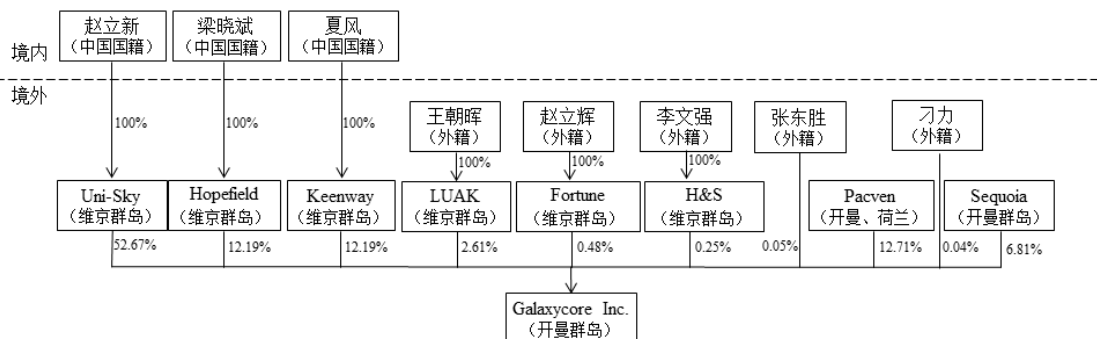 赵立新
（中国国籍）
梁晓斌
（中国国籍）
夏风
（中国国籍）
境内
境外
100%
100%
100%
王朝晖
（外籍）
赵立辉
（外籍）
李文强
（外籍）
张东胜
（外籍）
刁力
（外籍）
100%
100%
100%
Uni-Sky
（维京群岛）
Hopefield
（维京群岛）
Keenway
（维京群岛）
LUAK
（维京群岛）
Fortune
（维京群岛）
H&S
（维京群岛）
Pacven
（开曼、荷兰）
Sequoia
（开曼群岛）
52.67%
12.19%
12.19%
2.61%
0.48%
0.25%
0.05%
12.71%
0.04%
6.81%
Galaxycore Inc.
（开曼群岛）